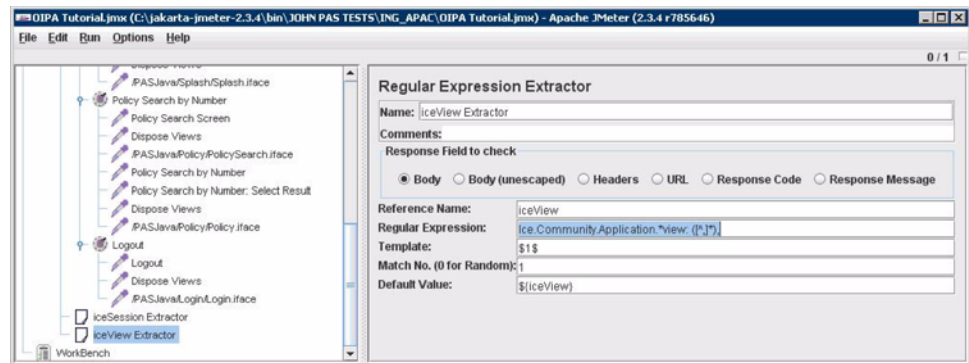 OIPA Tutorial.jmx (C:\jakarta-jmeter-2.3.4\bin\JOHN PAS TESTS\ING_APAC\OIPA Tutorial.jmx) - Apache JMeter (2.3.4 r785646)
File Edit Run Options Help
0 / 1
Dispose Views
/PASJava/Splash/Splash.iface
Policy Search by Number
Policy Search Screen
Dispose Views
/PASJava/Policy/PolicySearch.iface
Policy Search by Number
Policy Search by Number: Select Result
Dispose Views
/PASJava/Policy/Policy.iface
Logout
Logout
Dispose Views
/PASJava/Login/Login.iface
iceSession Extractor
iceView Extractor
WorkBench
Regular Expression Extractor
Name: iceView Extractor
Comments:
Response Field to check
Body Body (unescaped) Headers URL Response Code Response Message
Reference Name: iceView
Regular Expression: Ice.Community.Application.*view: ([^,]*),
Template: $1$
Match No. (0 for Random): 1
Default Value: ${iceView}